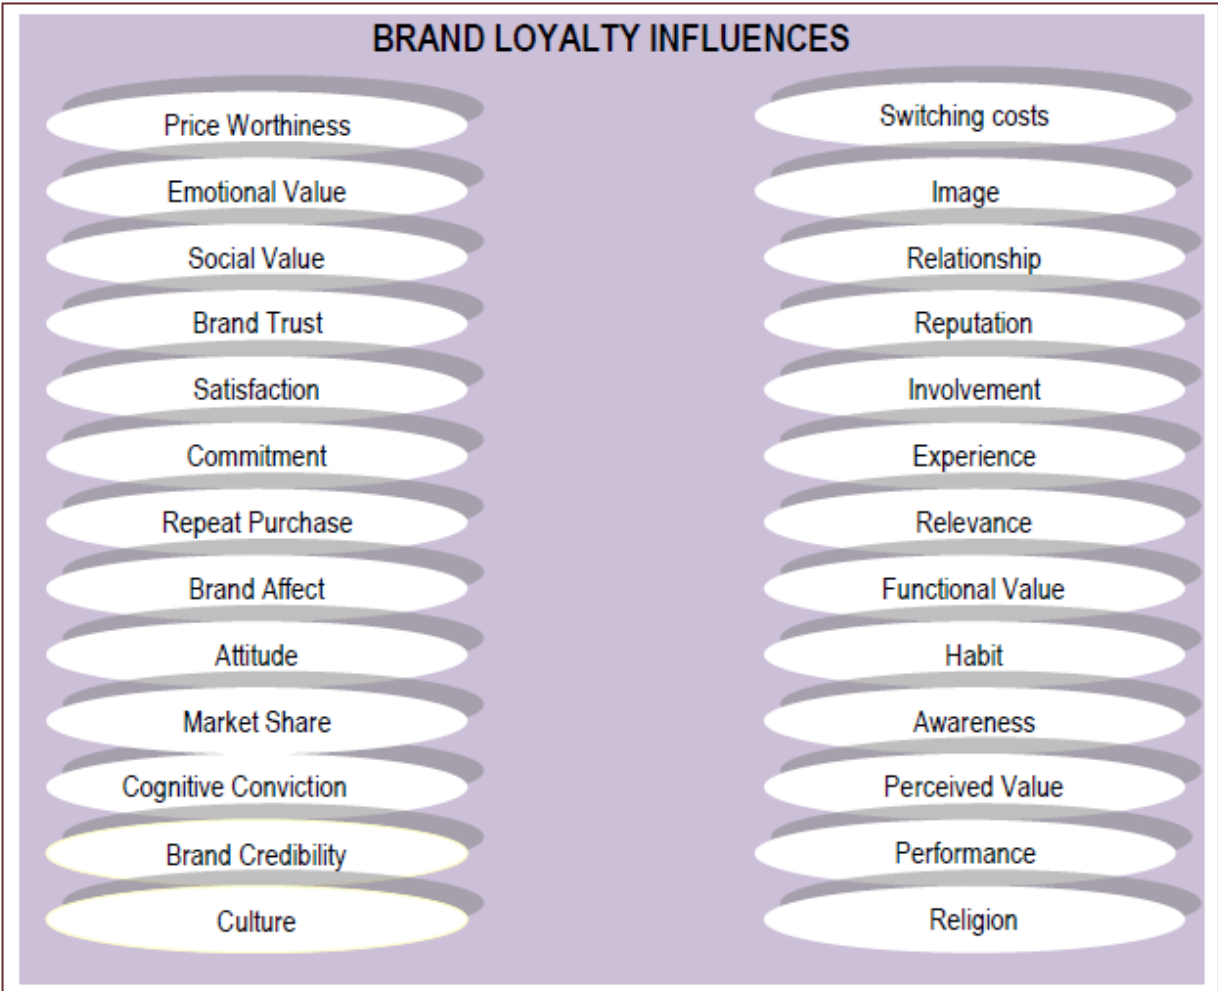 BRAND LOYALTY INFLUENCES
Price Worthiness
Emotional Value
Social Value
Brand Trust
Satisfaction
Commitment
Repeat Purchase
Brand Affect
Attitude
Market Share
Cognitive Conviction
Brand Credibility
Culture
Switching costs
Image
Relationship
Reputation
Involvement
Experience
Relevance
Functional Value
Habit
Awareness
Perceived Value
Performance
Religion